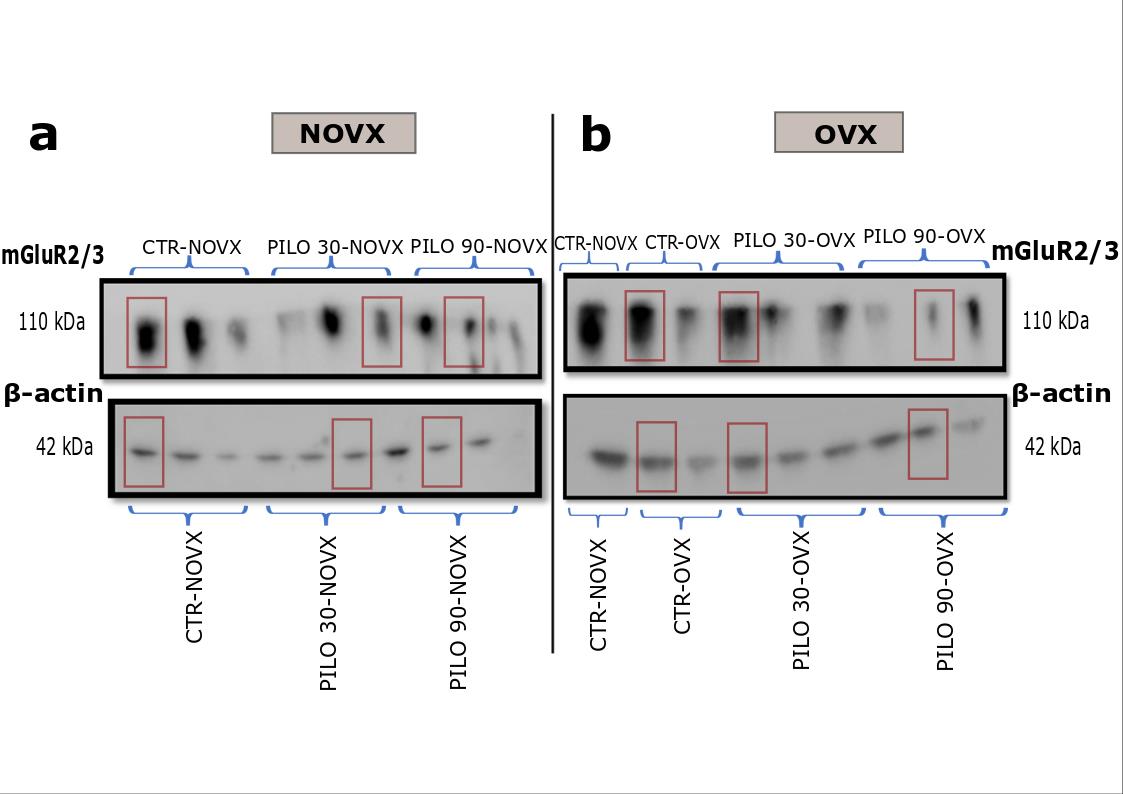 a
NOVX
b
OVX
mGluR2/3
CTR-NOVX
PILO 30-NOVX
PILO 90-NOVX
CTR-NOVX
CTR-OVX
PILO 30-OVX
PILO 90-OVX
mGluR2/3
110 kDa
110 kDa
β-actin
β-actin
42 kDa
42 kDa
CTR-NOVX
PILO 30-NOVX
PILO 90-NOVX
CTR-NOVX
CTR-OVX
PILO 30-OVX
PILO 90-OVX